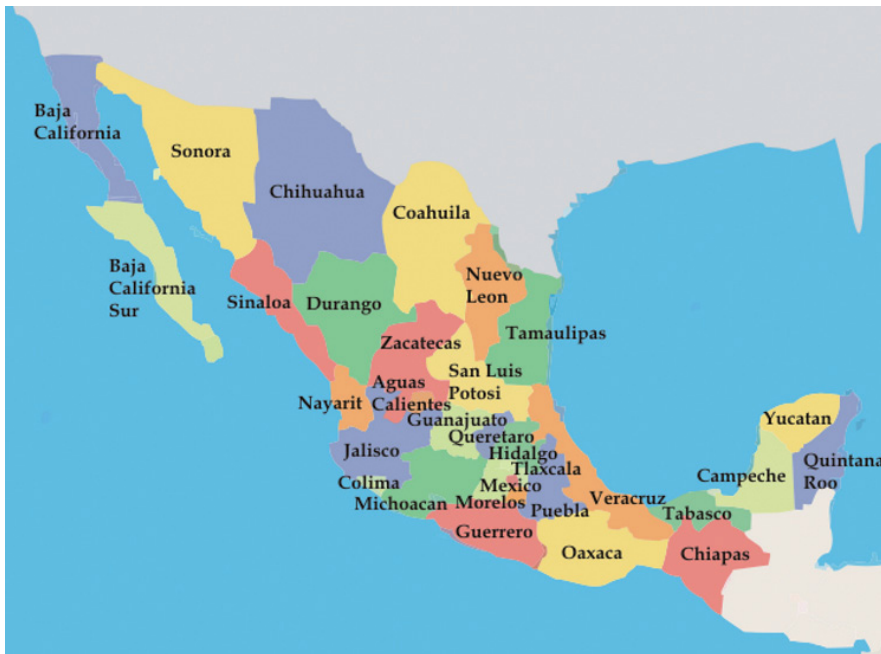 Baja
California
Sonora
Chihuahua
Coahuila
Baja
California
Sur
Sinaloa
Durango
Nuevo
Leon
Tamaulipas
Zacatecas
San Luis
Potosi
Nayarit
Aguas
Calientes
Guanajuato
Queretaro
Hidalgo
Tlaxcala
Jalisco
Colima
Michoacan
Mexico
Morelos
Puebla
Veracruz
Guerrero
Oaxaca
Tabasco
Chiapas
Campeche
Yucatan
Quintana
Roo